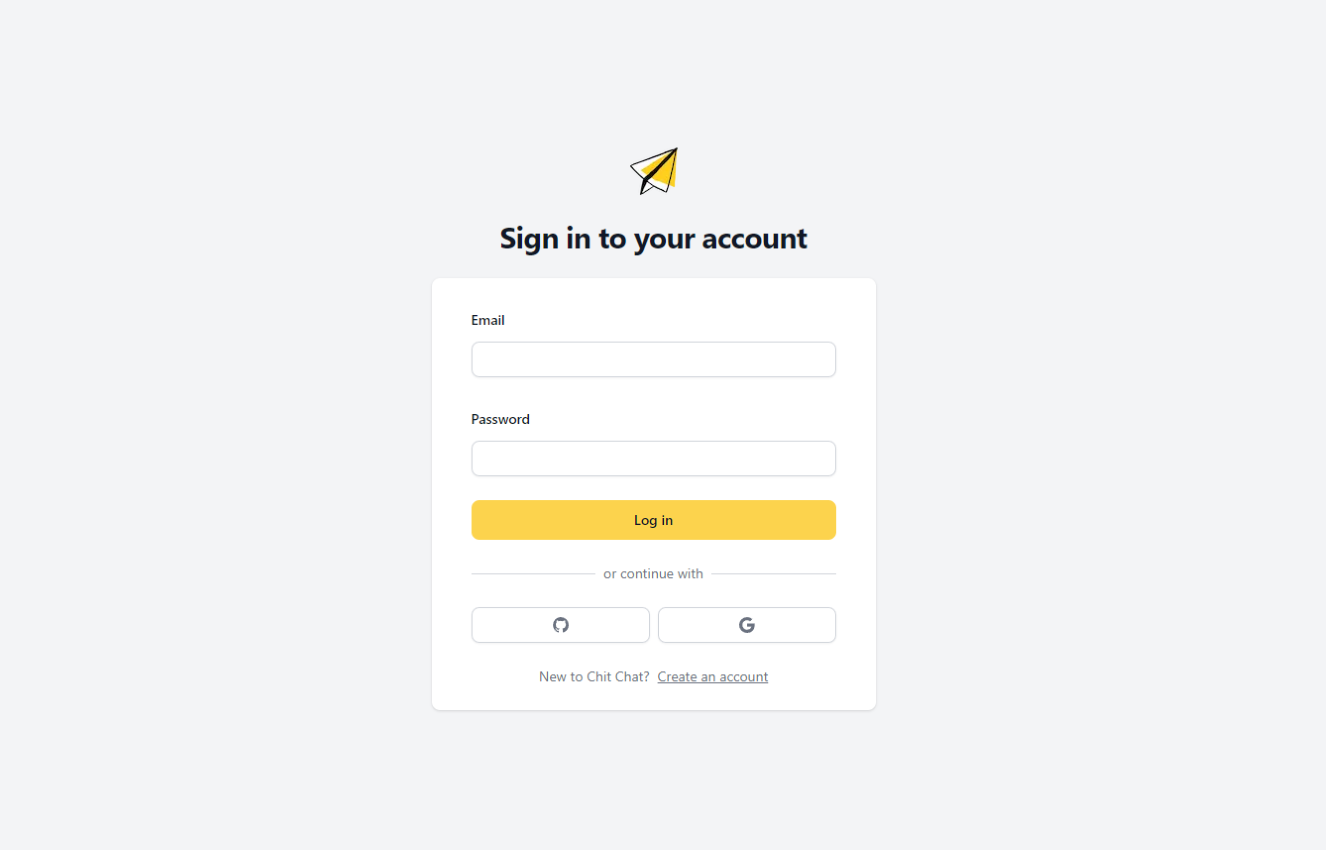 Sign in to your account
Email
Password
Log in
or continue with
New to Chit Chat? Create an account